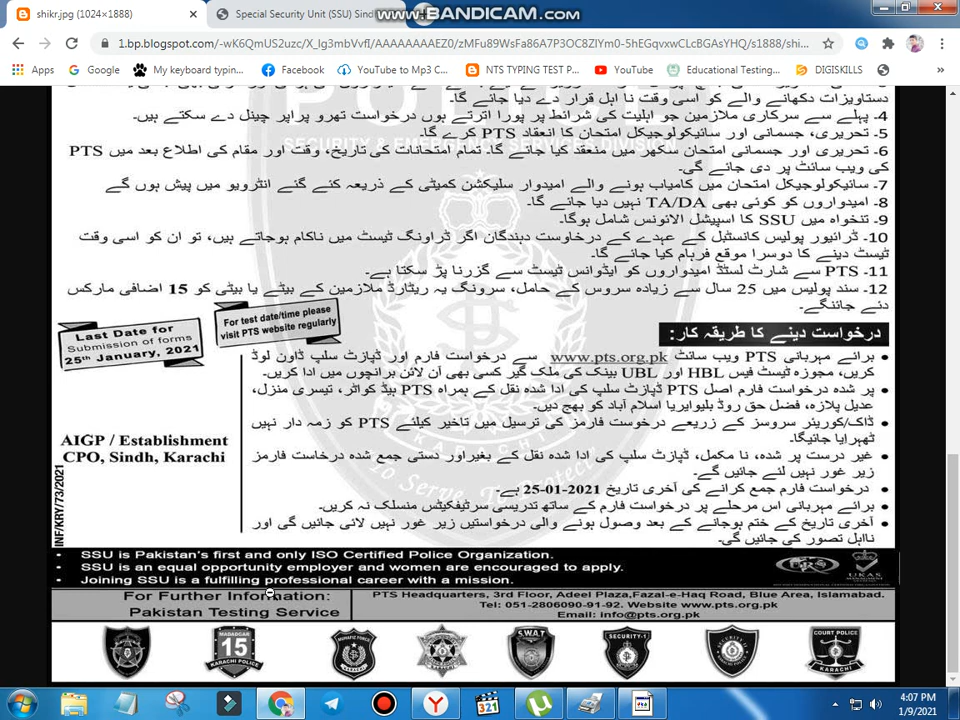 shikr.jpg (1024×1888)
Special Security Unit (SSU) Sindh
www.BANDICAM.com
1.bp.blogspot.com/-wK6QmUS2uzc/X_Ig3mbVvfI/AAAAAAAAEZ0/zMFu89WsFa86A7P3OC8ZIYm0-5hEGqvxwCLcBGAsYHQ/s1888/shi...
Apps
Google
My keyboard typing...
Facebook
YouTube to Mp3 C...
NTS TYPING TEST P...
YouTube
Educational Testing...
DIGISKILLS
دستاویزات دکھانے والے کو اسی وقت نا اہل قرار دے دیا جائے گا۔
4۔ پہلے سے سرکاری ملازمین جو اہلیت کی شرائط پر پورا اترتے ہوں درخواست تھرو پراپر چینل دے سکتے ہیں۔
5۔ تحریری، جسمانی اور سائیکولوجیکل امتحان کا انعقاد PTS کرے گا۔
6۔ تحریری اور جسمانی امتحان سکھر میں منعقد کیا جائے گا۔ تمام امتحانات کی تاریخ، وقت اور مقام کی اطلاع بعد میں PTS
کی ویب سائٹ پر دی جائے گی۔
7۔ سائیکولوجیکل امتحان میں کامیاب ہونے والے امیدوار سلیکشن کمیٹی کے ذریعہ کئے گئے انٹرویو میں پیش ہوں گے
8۔ امیدواروں کو کوئی بھی TA/DA نہیں دیا جائے گا۔
9۔ تنخواہ میں SSU کا اسپیشل الائونس شامل ہوگا۔
10۔ ڈرائیور پولیس کانسٹبل کے عہدے کے درخاوست دہندگان اگر ڈراونگ ٹیسٹ میں ناکام ہوجاتے ہیں، تو ان کو اسی وقت
ٹیسٹ دینے کا دوسرا موقع فرہام کیا جائے گا۔
11۔ PTS سے شارٹ لسٹڈ امیدواروں کو ایڈوانس ٹیسٹ سے گزرنا پڑ سکتا ہے۔
12۔ سند پولیس میں 25 سال سے زیادہ سروس کے حامل، سرونگ یہ ریٹارڈ ملازمین کے بیٹے یا بیٹی کو 15 اضافی مارکس
دئے جائنگے۔
Last Date for
Submission of forms
25th January, 2021
For test date/time please
visit PTS website regularly
درخواست دینے کا طریقہ کار:
• برائے مہربانی PTS ویب سائٹ www.pts.org.pk سے درخواست فارم اور ڈپازٹ سلپ ڈاون لوڈ
کریں، مجوزہ ٹیسٹ فیس HBL اور UBL بینک کی ملک گیر کسی بھی آن لائن برانچوں میں ادا کریں۔
• پر شدہ درخواست فارم اصل PTS ڈپازٹ سلپ کی ادا شدہ نقل کے ہمراہ PTS ہیڈ کواٹر، تیسری منزل،
عدیل پلازہ، فضل حق روڈ بلیوایریا اسلام آباد کو بھج دیں۔
• ڈاک/کوریئر سروسز کے زریعے درخوست فارمز کی ترسیل میں تاخیر کیلئے PTS کو زمہ دار نہیں
ٹھہرایا جائیگا۔
• غیر درست پر شدہ، نا مکمل، ڈپازٹ سلپ کی ادا شدہ نقل کے بغیراور دستی جمع شدہ درخاست فارمز
زیر غور نہیں لئے جائیں گے۔
• درخواست فارم جمع کرانے کی آخری تاریخ 25-01-2021 ہے۔
• برائے مہربانی اس مرحلے پر درخواست فارم کے ساتھ تدریسی سرٹیفکیٹس منسلک نہ کریں۔
• آخری تاریخ کے ختم ہوجانے کے بعد وصول ہونے والی درخواستیں زیر غور نہیں لائی جائیں گی اور
نااہل تصور کی جائیں گی۔
AIGP / Establishment
CPO, Sindh, Karachi
INF/KRY/73/2021
• SSU is Pakistan's first and only ISO Certified Police Organization.
• SSU is an equal opportunity employer and women are encouraged to apply.
• Joining SSU is a fulfilling professional career with a mission.
UKAS
For Further Information:
Pakistan Testing Service
PTS Headquarters, 3rd Floor, Adeel Plaza,Fazal-e-Haq Road, Blue Area, Islamabad.
Tel: 051-2806090-91-92. Website www.pts.org.pk
Email: info@pts.org.pk
MADADGAR
15
KARACHI POLICE
S.W.A.T
SECURITY-1
COURT POLICE
4:07 PM
1/9/2021